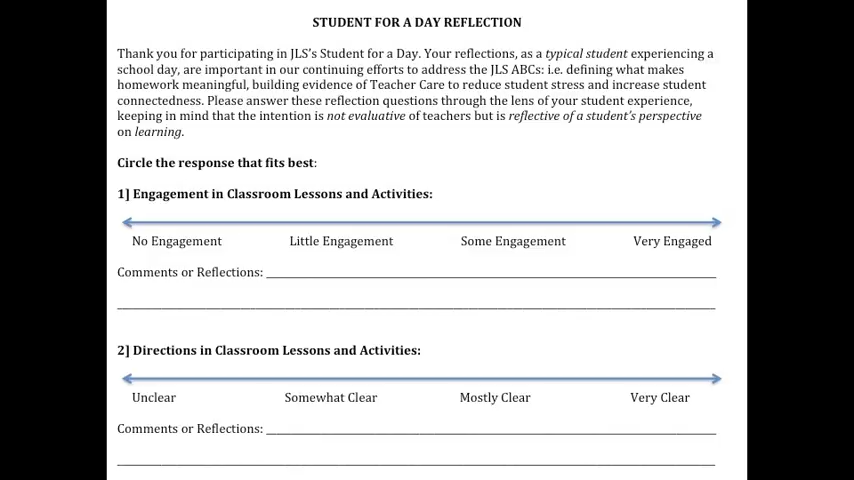 STUDENT FOR A DAY REFLECTION
Thank you for participating in JLS's Student for a Day. Your reflections, as a typical student experiencing a
school day, are important in our continuing efforts to address the JLS ABCs: i.e. defining what makes
homework meaningful, building evidence of Teacher Care to reduce student stress and increase student
connectedness. Please answer these reflection questions through the lens of your student experience,
keeping in mind that the intention is not evaluative of teachers but is reflective of a student's perspective
on learning.
Circle the response that fits best:
1] Engagement in Classroom Lessons and Activities:
No Engagement Little Engagement Some Engagement Very Engaged
Comments or Reflections:
2] Directions in Classroom Lessons and Activities:
Unclear Somewhat Clear Mostly Clear Very Clear
Comments or Reflections: